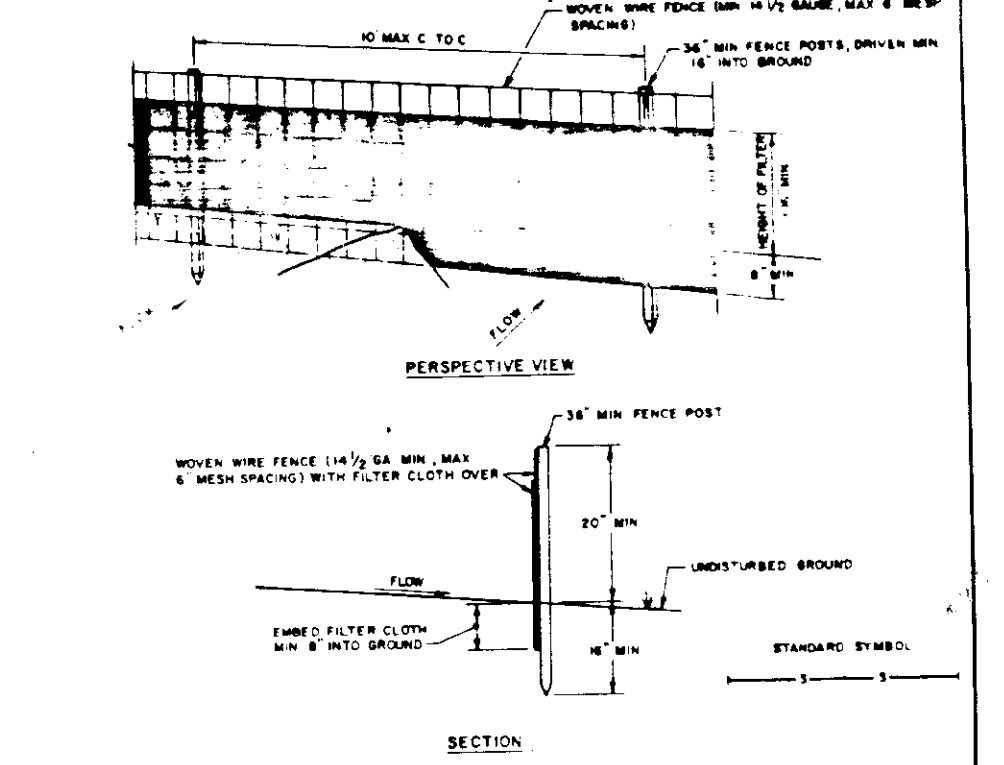 WOVEN WIRE FENCE (MIN 14 1/2 GAUGE, MAX 6" MESH
SPACING)
10' MAX C TO C
36" MIN FENCE POSTS, DRIVEN MIN
16" INTO GROUND
HEIGHT OF FILTER
MIN
8" MIN
FLOW
FLOW
PERSPECTIVE VIEW
36" MIN FENCE POST
WOVEN WIRE FENCE (14 1/2 GA MIN, MAX
6" MESH SPACING) WITH FILTER CLOTH OVER
20" MIN
UNDISTURBED GROUND
FLOW
EMBED FILTER CLOTH
MIN 8" INTO GROUND
16" MIN
STANDARD SYMBOL
S S
SECTION